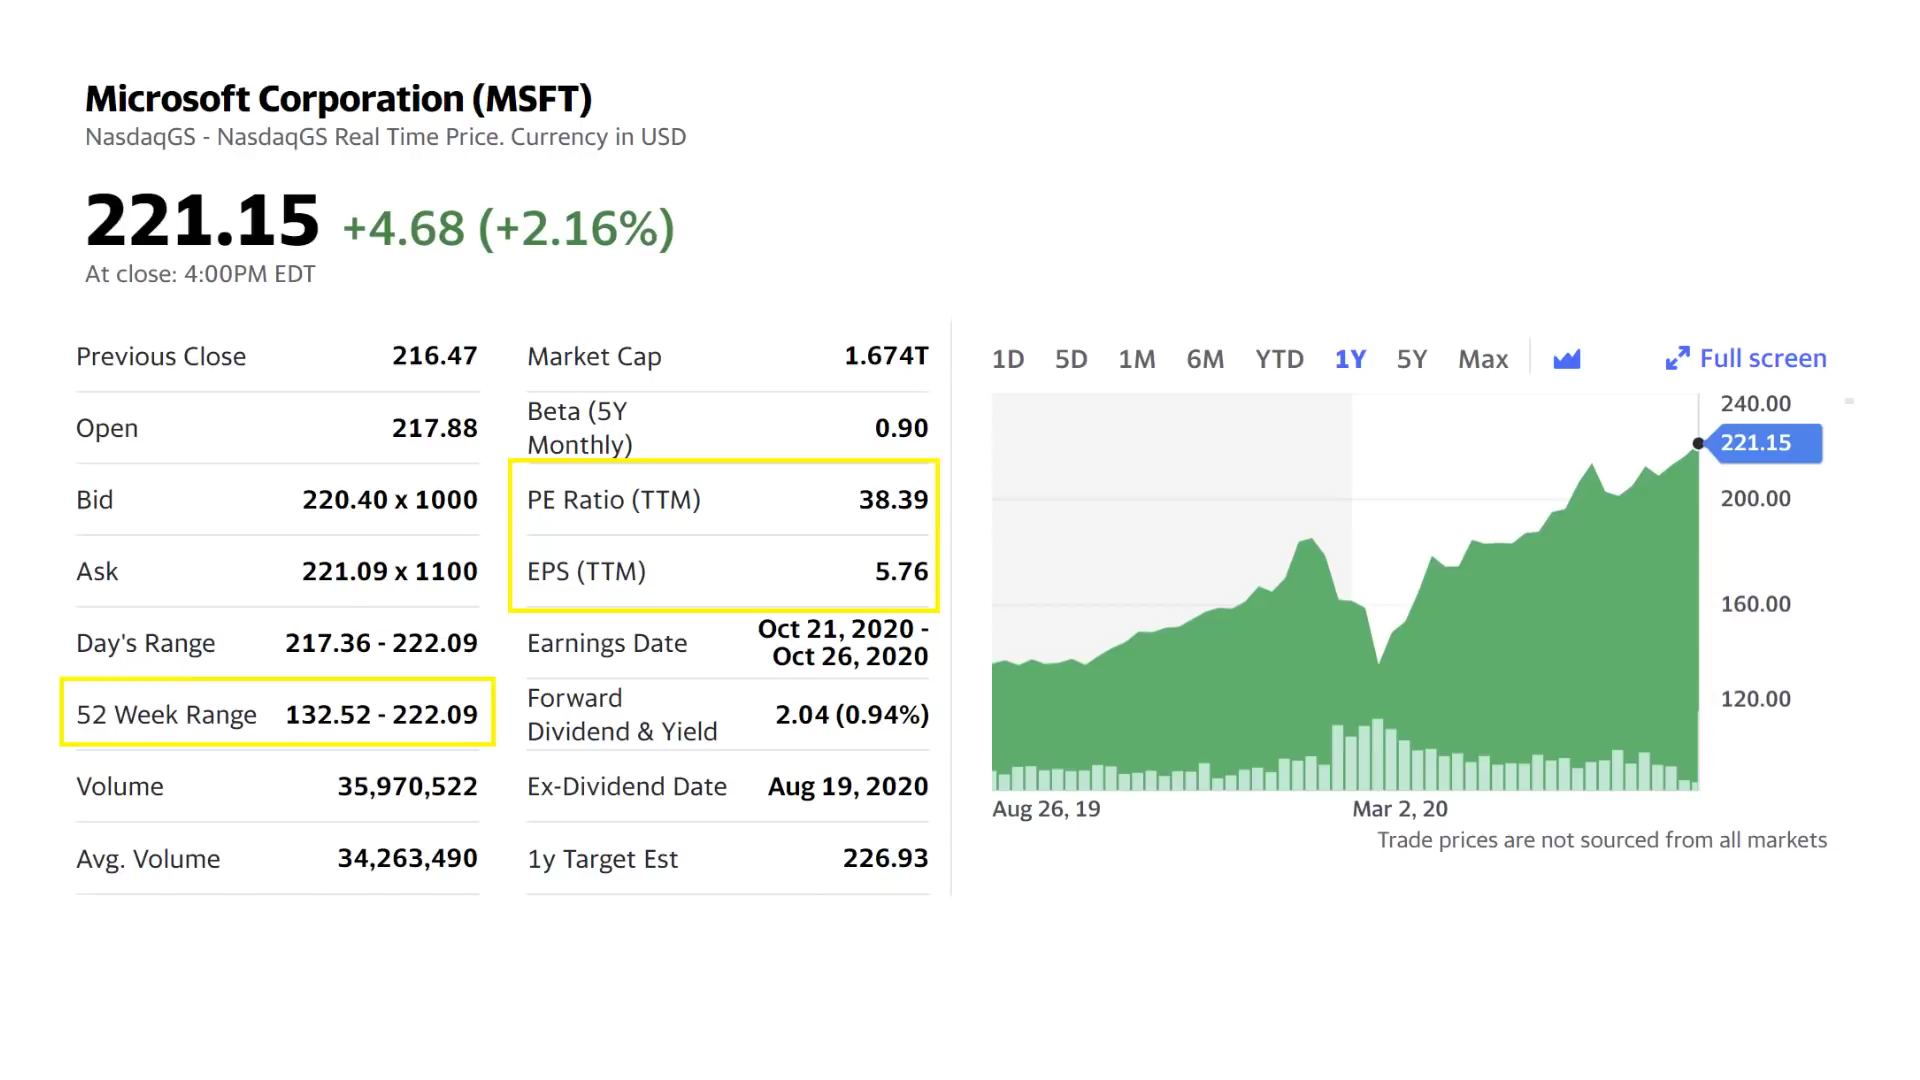 Microsoft Corporation (MSFT)
NasdaqGS - NasdaqGS Real Time Price. Currency in USD
221.15 +4.68 (+2.16%)
At close: 4:00PM EDT
Previous Close 216.47
Open 217.88
Bid 220.40 x 1000
Ask 221.09 x 1100
Day's Range 217.36 - 222.09
52 Week Range 132.52 - 222.09
Volume 35,970,522
Avg. Volume 34,263,490
Market Cap 1.674T
Beta (5Y
Monthly) 0.90
PE Ratio (TTM) 38.39
EPS (TTM) 5.76
Earnings Date Oct 21, 2020 -
Oct 26, 2020
Forward
Dividend & Yield 2.04 (0.94%)
Ex-Dividend Date Aug 19, 2020
1y Target Est 226.93
1D 5D 1M 6M YTD 1Y 5Y Max Full screen
240.00
221.15
200.00
160.00
120.00
Aug 26, 19 Mar 2, 20
Trade prices are not sourced from all markets